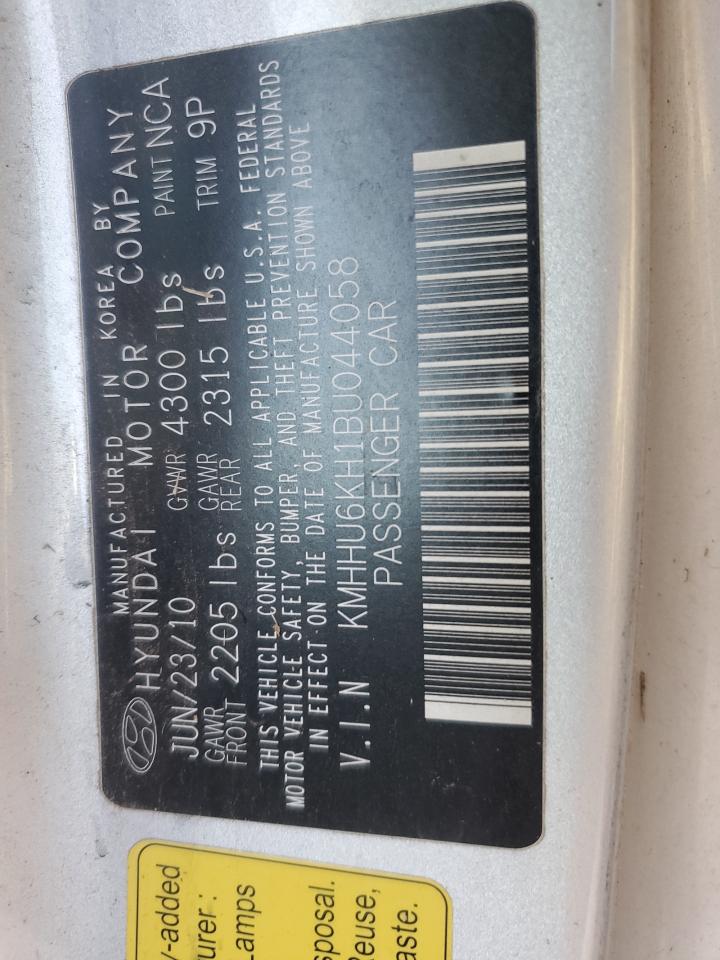 MANUFACTURED IN KOREA BY
HYUNDAI MOTOR COMPANY
JUN/23/10 GVWR 4300 lbs PAINT NCA
GAWR FRONT 2205 lbs GAWR REAR 2315 lbs TRIM 9P
THIS VEHICLE CONFORMS TO ALL APPLICABLE U.S.A. FEDERAL
MOTOR VEHICLE SAFETY, BUMPER, AND THEFT PREVENTION STANDARDS
IN EFFECT ON THE DATE OF MANUFACTURE SHOWN ABOVE
V.I.N KMHHU6KH1BU044058
PASSENGER CAR
y-added
urer :
Lamps
sposal.
Reuse,
aste.